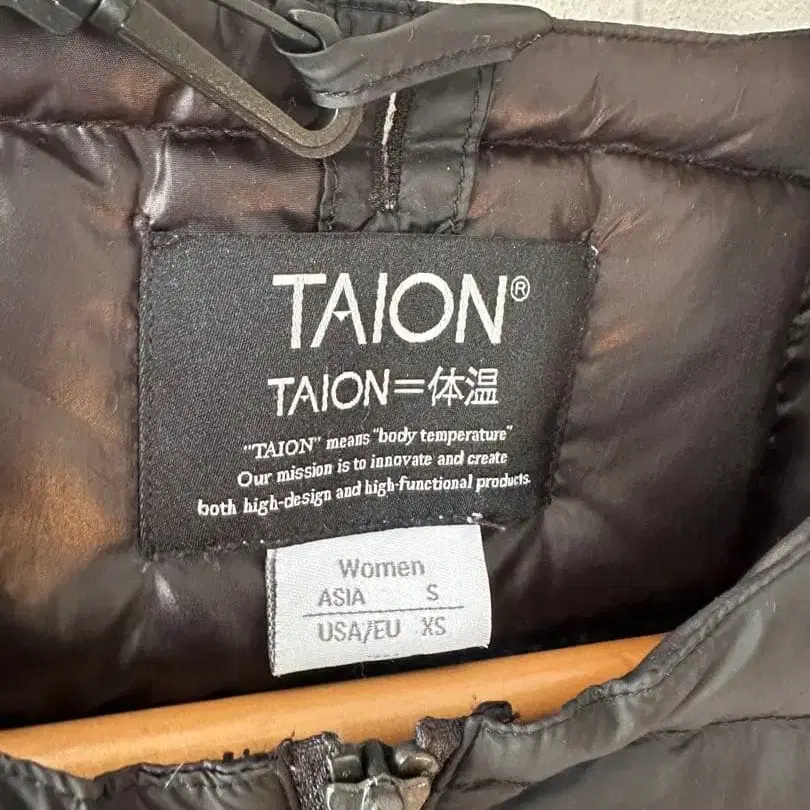 TAION®
TAION=体温
"TAION" means "body temperature"
Our mission is to innovate and create
both high-design and high-functional products.
Women
ASIA S
USA/EU XS